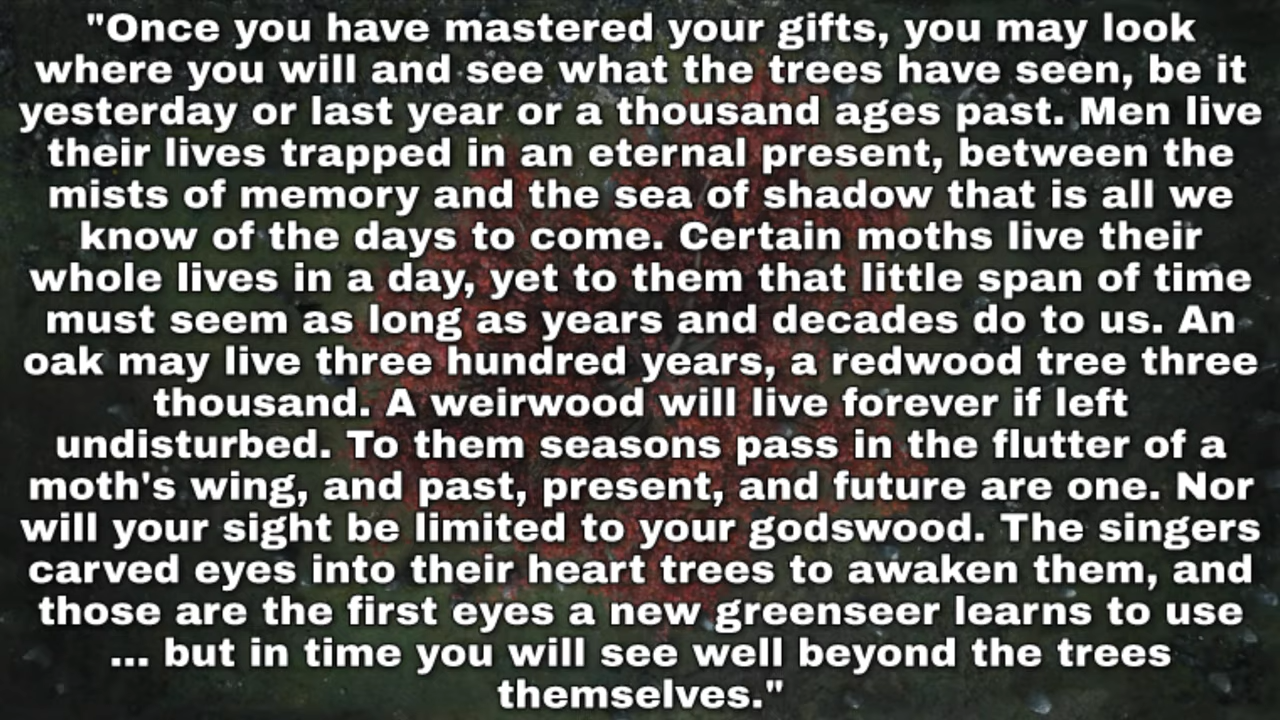 "Once you have mastered your gifts, you may look
where you will and see what the trees have seen, be it
yesterday or last year or a thousand ages past. Men live
their lives trapped in an eternal present, between the
mists of memory and the sea of shadow that is all we
know of the days to come. Certain moths live their
whole lives in a day, yet to them that little span of time
must seem as long as years and decades do to us. An
oak may live three hundred years, a redwood tree three
thousand. A weirwood will live forever if left
undisturbed. To them seasons pass in the flutter of a
moth's wing, and past, present, and future are one. Nor
will your sight be limited to your godswood. The singers
carved eyes into their heart trees to awaken them, and
those are the first eyes a new greenseer learns to use
... but in time you will see well beyond the trees
themselves."